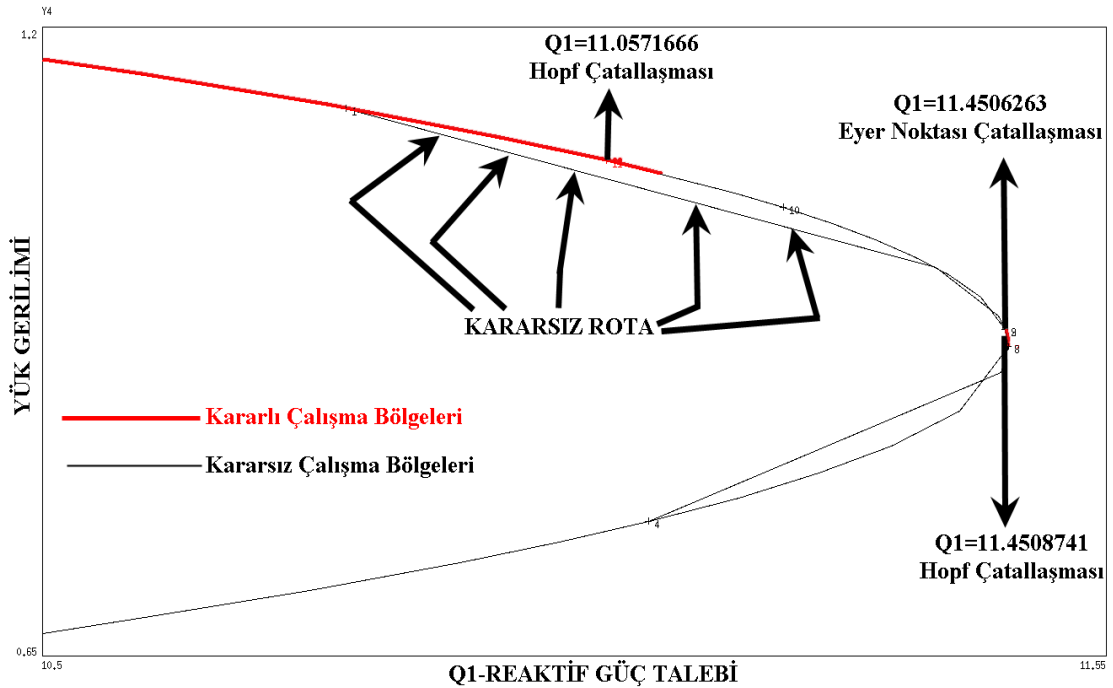 Y4
1.2
Q1=11.0571666
Hopf Çatallaşması
Q1=11.4506263
Eyer Noktası Çatallaşması
1
10
9
8
KARARSIZ ROTA
YÜK GERİLİMİ
Kararlı Çalışma Bölgeleri
Kararsız Çalışma Bölgeleri
4
Q1=11.4508741
Hopf Çatallaşması
0.65
10.5
Q1-REAKTİF GÜÇ TALEBİ
11.55